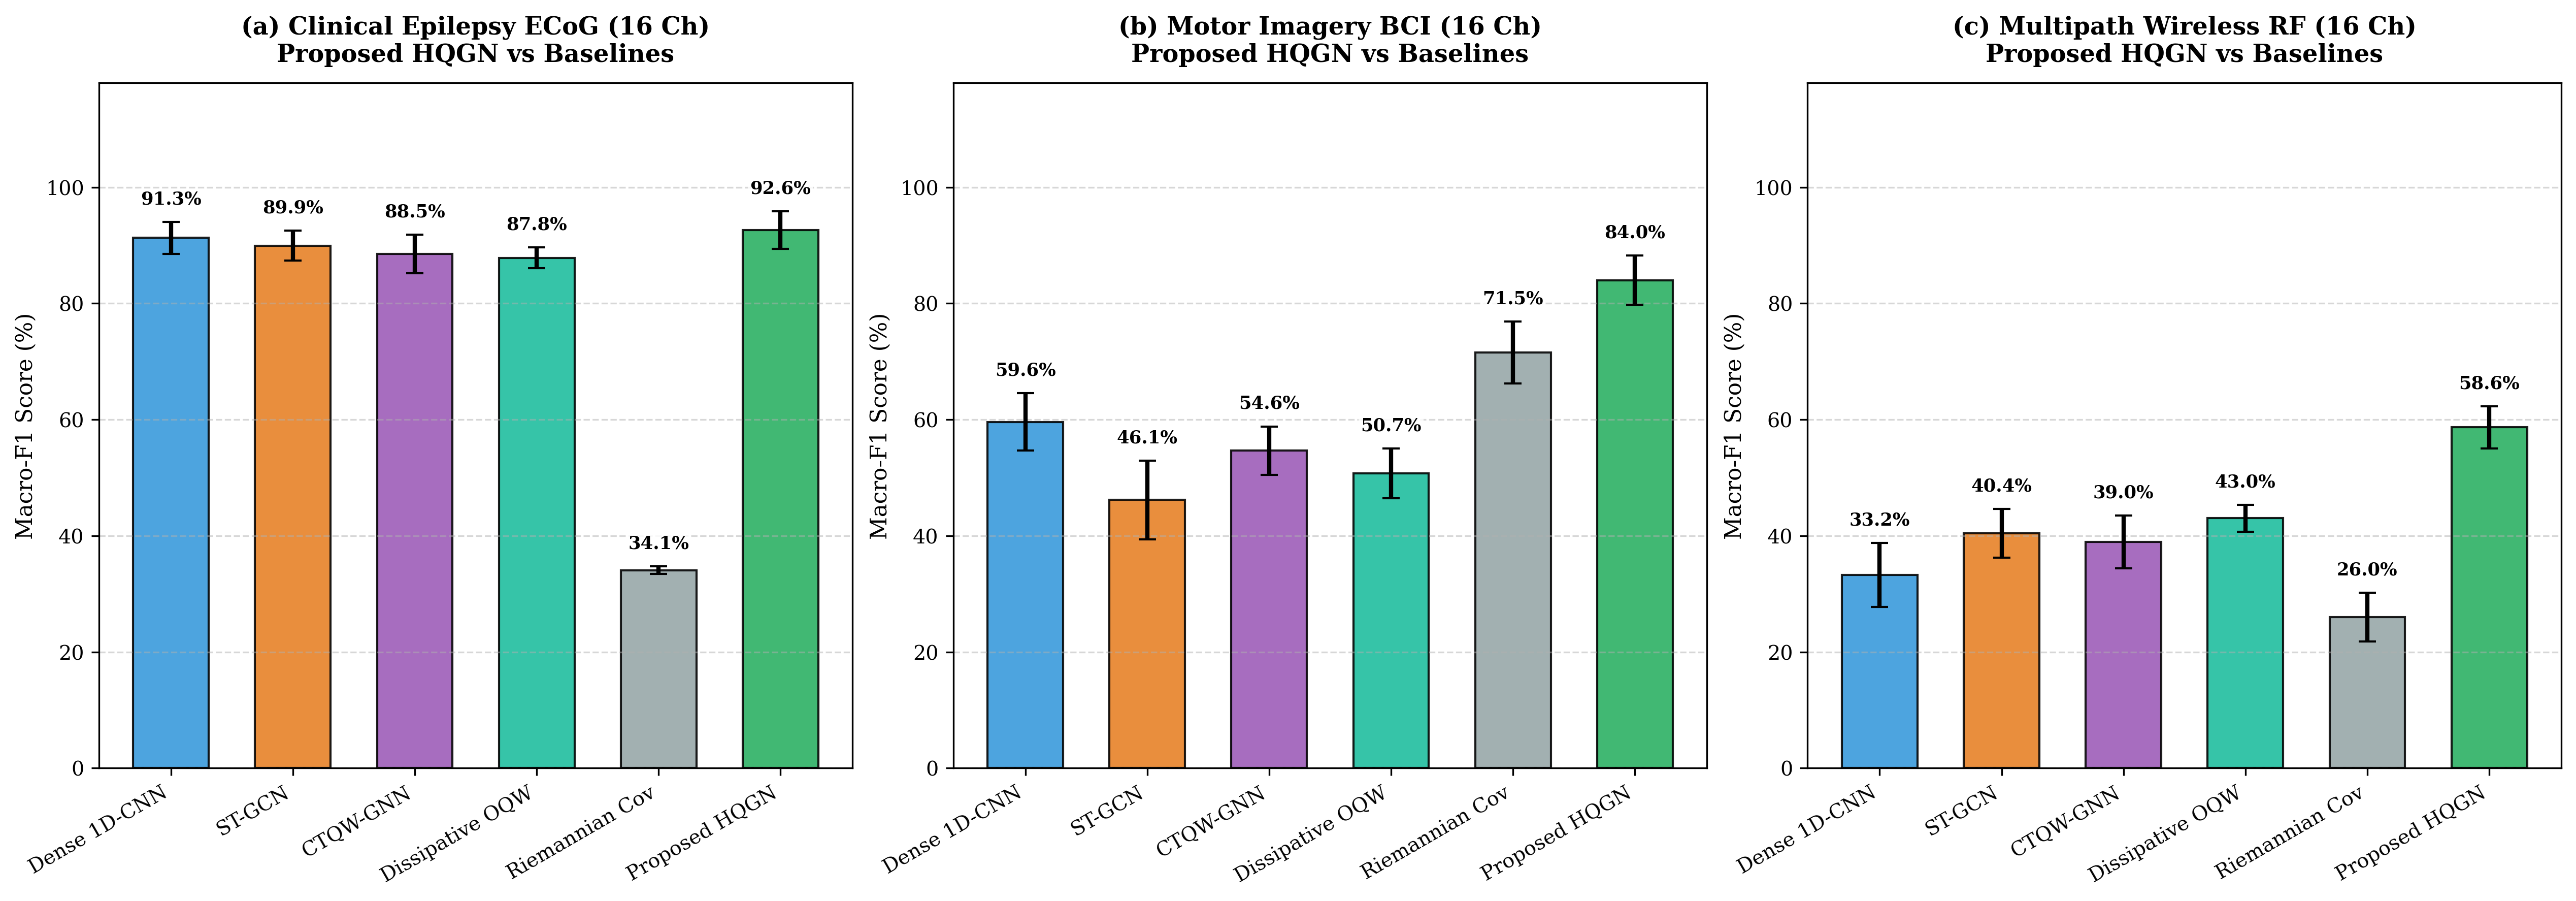 (a) Clinical Epilepsy ECoG (16 Ch)
Proposed HQGN vs Baselines
Macro-F1 Score (%)
100
80
60
40
20
0
91.3%
89.9%
88.5%
87.8%
34.1%
92.6%
Dense 1D-CNN
ST-GCN
CTQW-GNN
Dissipative OQW
Riemannian Cov
Proposed HQGN
(b) Motor Imagery BCI (16 Ch)
Proposed HQGN vs Baselines
Macro-F1 Score (%)
100
80
60
40
20
0
59.6%
46.1%
54.6%
50.7%
71.5%
84.0%
Dense 1D-CNN
ST-GCN
CTQW-GNN
Dissipative OQW
Riemannian Cov
Proposed HQGN
(c) Multipath Wireless RF (16 Ch)
Proposed HQGN vs Baselines
Macro-F1 Score (%)
100
80
60
40
20
0
33.2%
40.4%
39.0%
43.0%
26.0%
58.6%
Dense 1D-CNN
ST-GCN
CTQW-GNN
Dissipative OQW
Riemannian Cov
Proposed HQGN